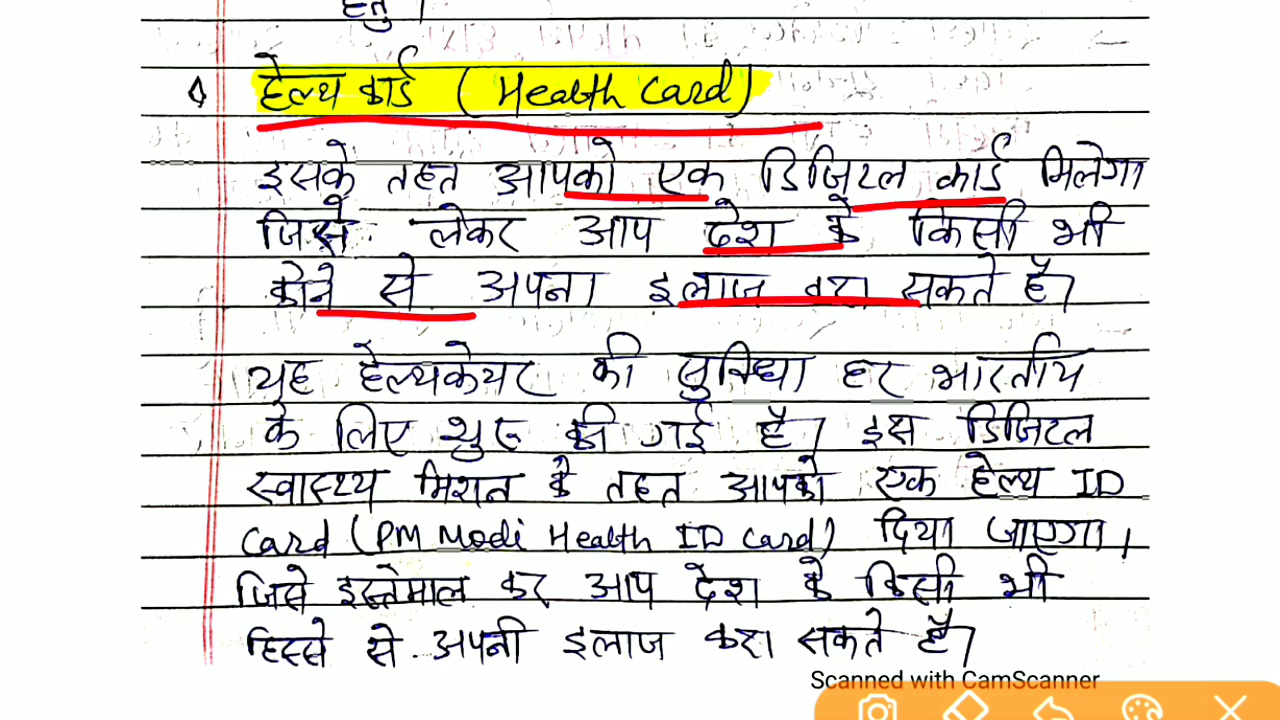 हेतु।
◊ हेल्थ कार्ड (Health Card)
इसके तहत आपको एक डिजिटल कार्ड मिलेगा
जिसे लेकर आप देश के किसी भी
कोने से अपना इलाज करा सकते है।
यह हेल्थकेयर की सुविधा हर भारतीय
के लिए शुरू की गई है। इस डिजिटल
स्वास्थ्य मिशन के तहत आपको एक हेल्थ ID
Card (PM Modi Health ID Card) दिया जाएगा,
जिसे इस्तेमाल कर आप देश के किसी भी
हिस्से से अपनी इलाज करा सकते है।
Scanned with CamScanner